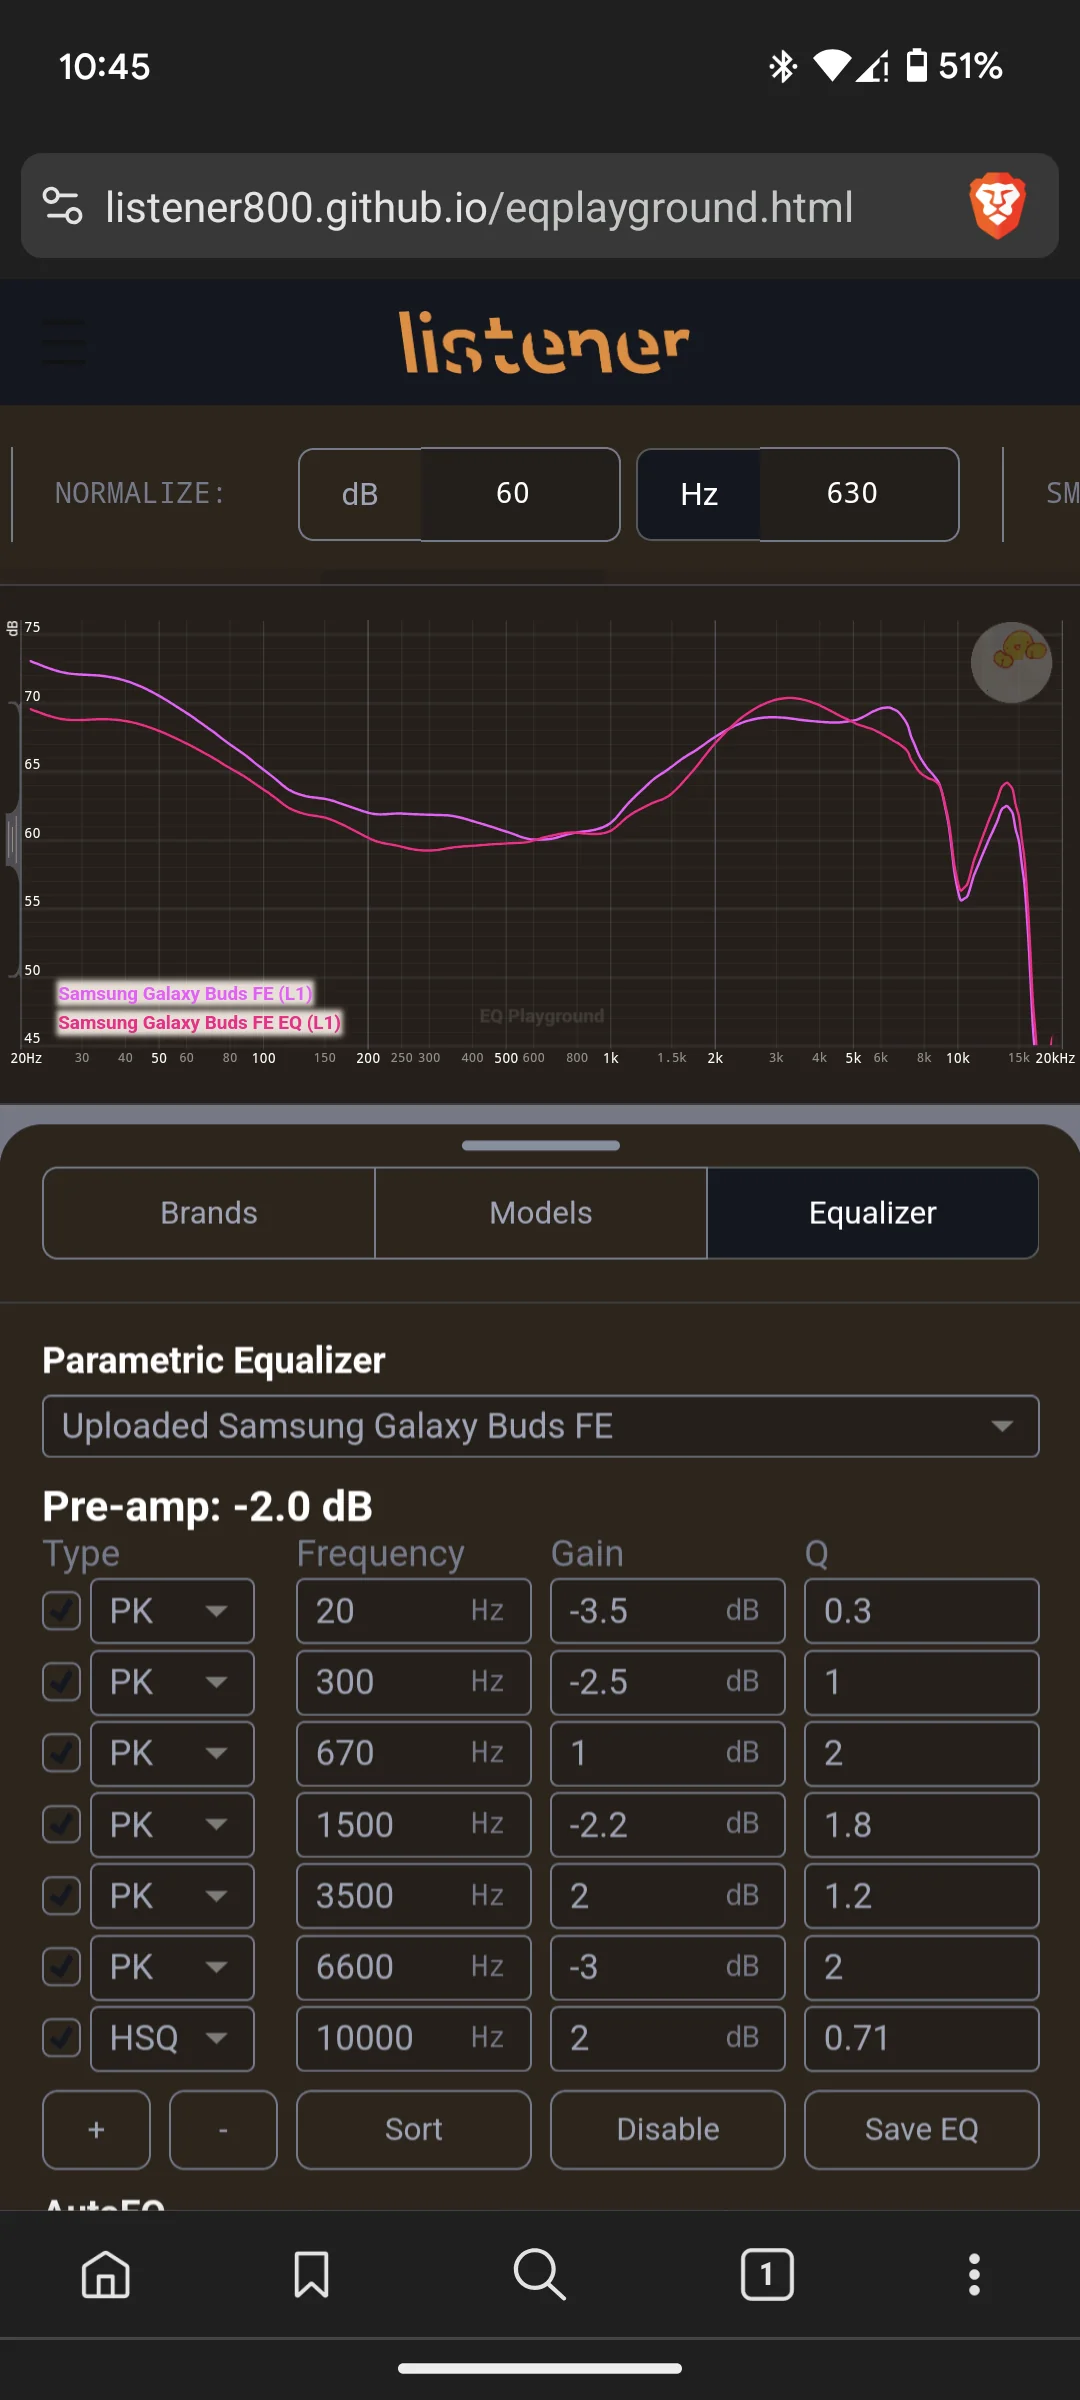 10:45 51%
listener800.github.io/eqplayground.html
listener
NORMALIZE: dB 60 Hz 630 SM
dB 75
70
65
60
55
50
45
Samsung Galaxy Buds FE (L1)
Samsung Galaxy Buds FE EQ (L1)
EQ Playground
20Hz 30 40 50 60 80 100 150 200 250 300 400 500 600 800 1k 1.5k 2k 3k 4k 5k 6k 8k 10k 15k 20kHz
Brands Models Equalizer
Parametric Equalizer
Uploaded Samsung Galaxy Buds FE
Pre-amp: -2.0 dB
Type Frequency Gain Q
PK 20 Hz -3.5 dB 0.3
PK 300 Hz -2.5 dB 1
PK 670 Hz 1 dB 2
PK 1500 Hz -2.2 dB 1.8
PK 3500 Hz 2 dB 1.2
PK 6600 Hz -3 dB 2
HSQ 10000 Hz 2 dB 0.71
+ - Sort Disable Save EQ
AutoEQ
1